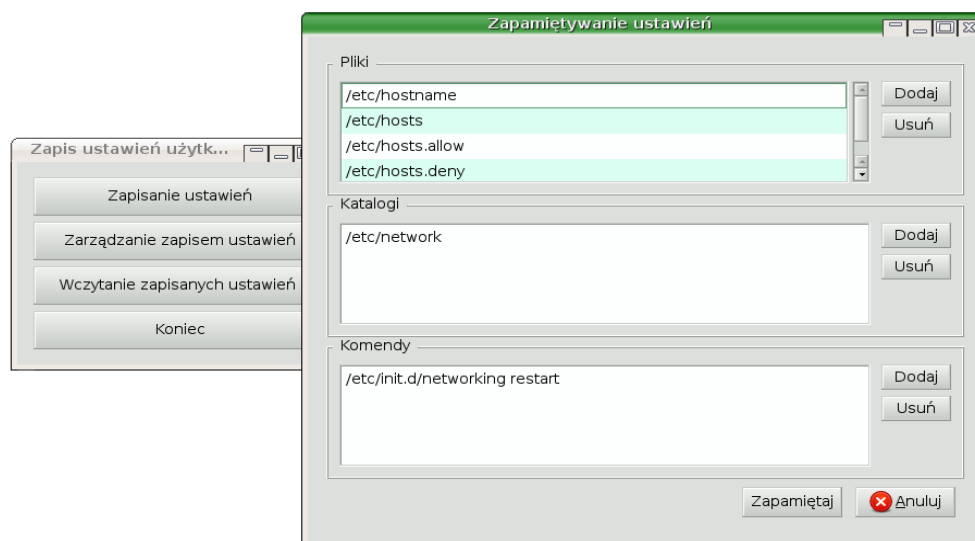 Zapis ustawień użytk...
Zapisanie ustawień
Zarządzanie zapisem ustawień
Wczytanie zapisanych ustawień
Koniec
Zapamiętywanie ustawień
Pliki
/etc/hostname
/etc/hosts
/etc/hosts.allow
/etc/hosts.deny
Dodaj
Usuń
Katalogi
/etc/network
Dodaj
Usuń
Komendy
/etc/init.d/networking restart
Dodaj
Usuń
Zapamiętaj
Anuluj